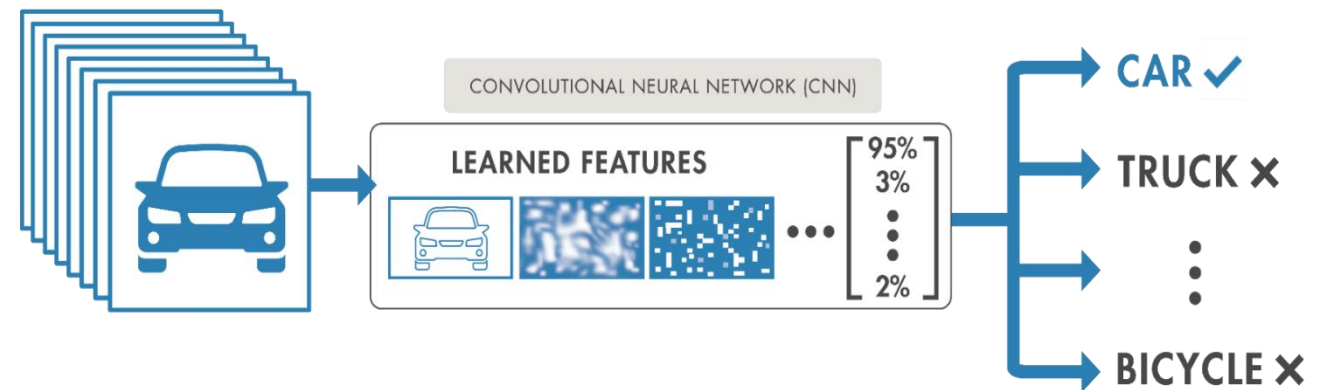 CONVOLUTIONAL NEURAL NETWORK (CNN)
LEARNED FEATURES
95%
3%
2%
CAR
TRUCK
BICYCLE